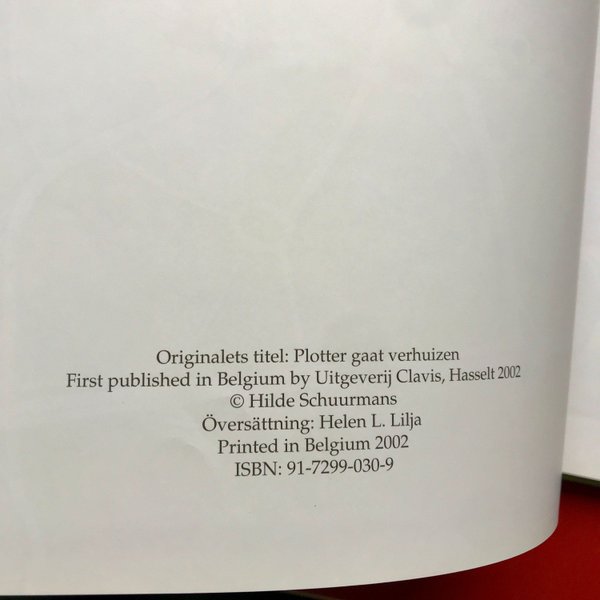 Originalets titel: Plotter gaat verhuizen
First published in Belgium by Uitgeverij Clavis, Hasselt 2002
© Hilde Schuurmans
Översättning: Helen L. Lilja
Printed in Belgium 2002
ISBN: 91-7299-030-9